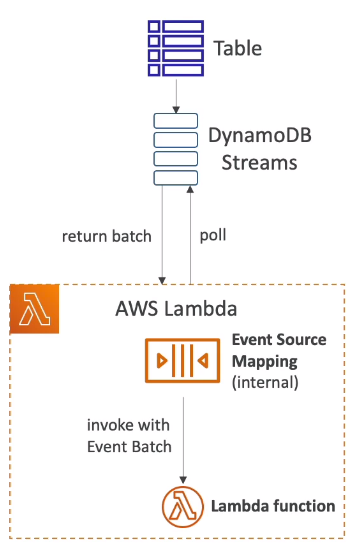 Table
DynamoDB
Streams
return batch
poll
AWS Lambda
Event Source
Mapping
(internal)
invoke with
Event Batch
Lambda function